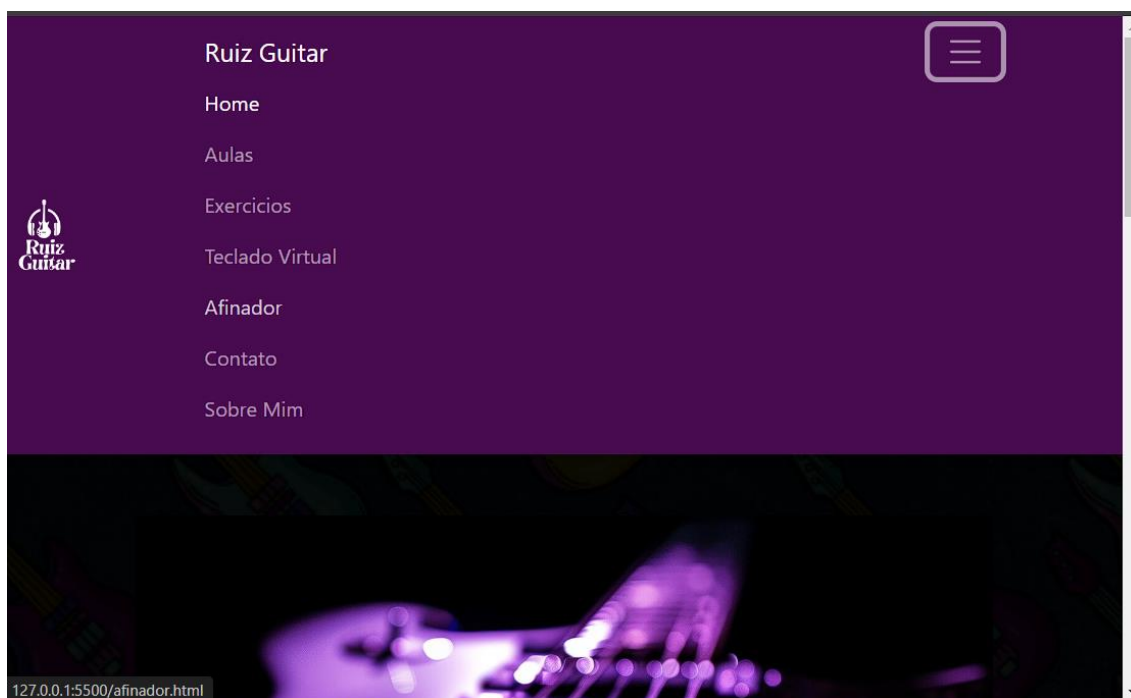 Ruiz Guitar
Home
Aulas
Exercicios
Teclado Virtual
Afinador
Contato
Sobre Mim
Ruiz
Guitar
127.0.0.1:5500/afinador.html